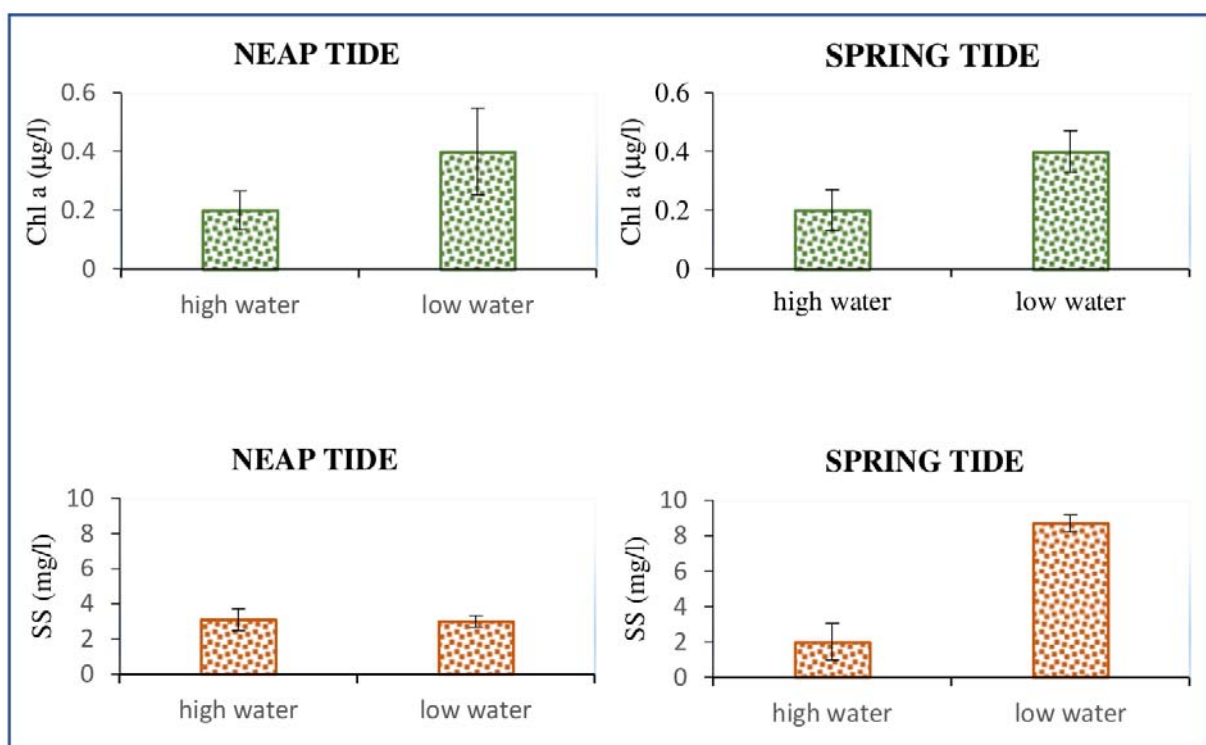 NEAP TIDE
Chl a (µg/l)
0.6
0.4
0.2
0
high water low water
SPRING TIDE
Chl a (µg/l)
0.6
0.4
0.2
0
high water low water
NEAP TIDE
SS (mg/l)
10
8
6
4
2
0
high water low water
SPRING TIDE
SS (mg/l)
10
8
6
4
2
0
high water low water